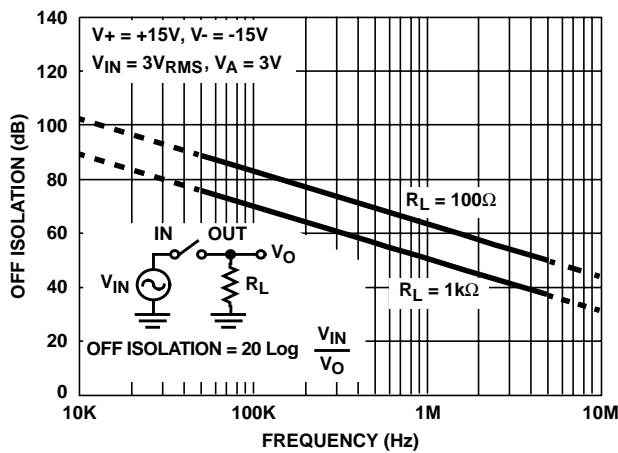 140
120
100
80
60
40
20
0
OFF ISOLATION (dB)
V+ = +15V, V- = -15V
VIN = 3VRMS, VA = 3V
RL = 100Ω
RL = 1kΩ
IN OUT
VO
VIN
RL
OFF ISOLATION = 20 Log VIN
VO
10K 100K 1M 10M
FREQUENCY (Hz)